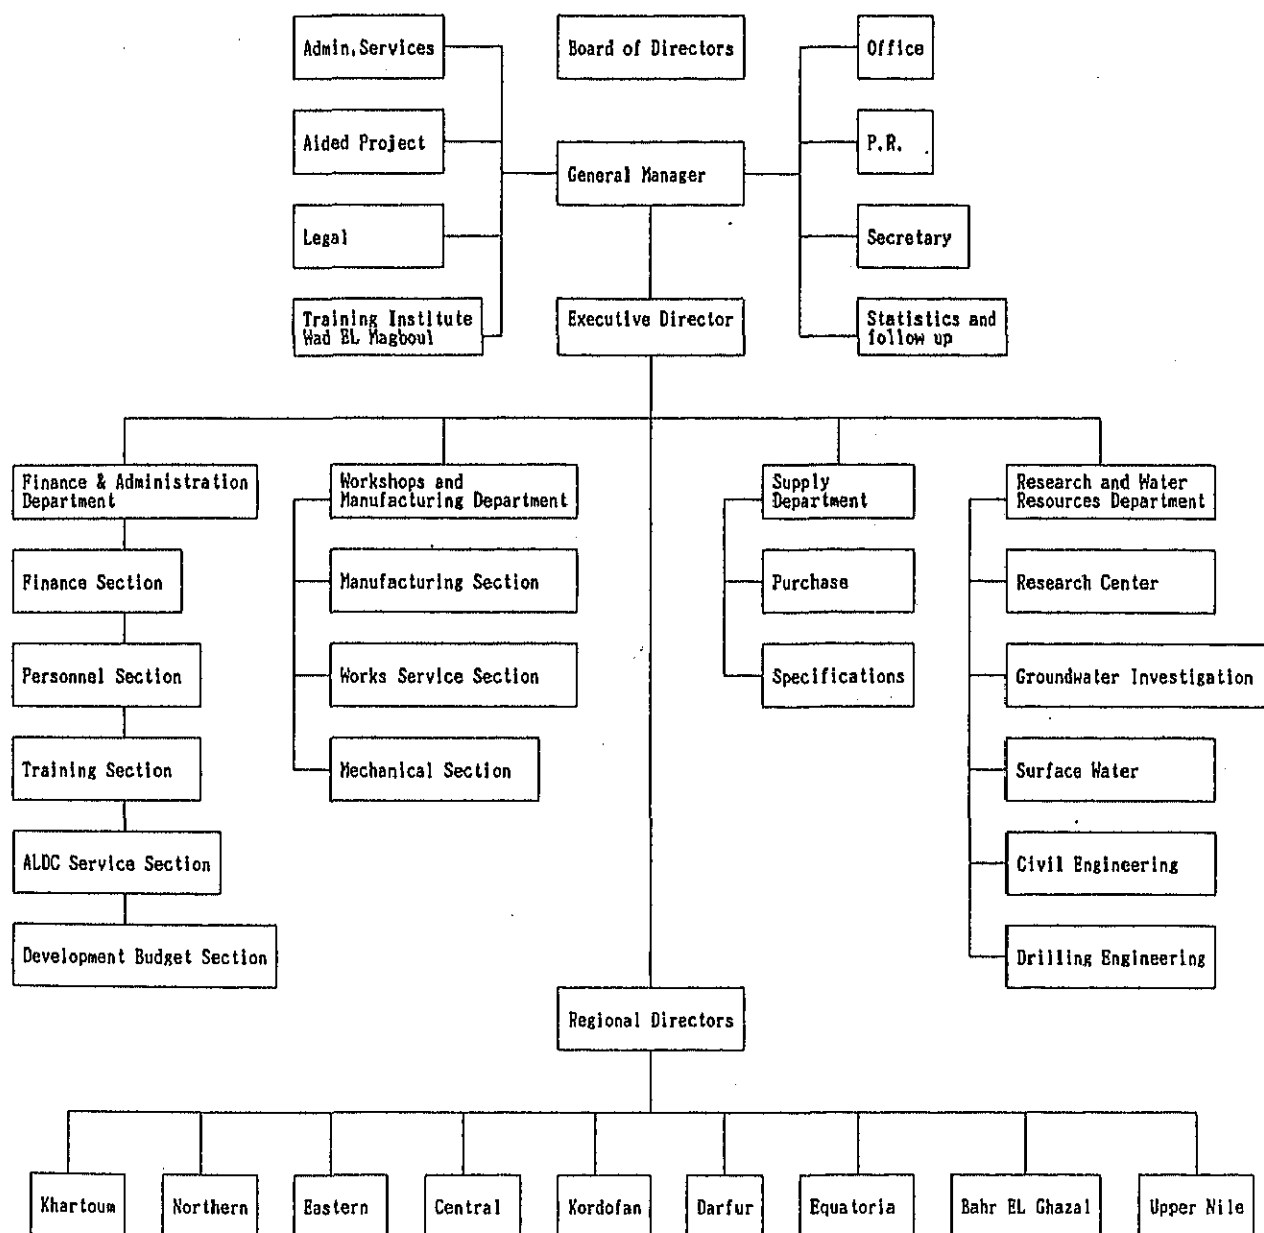 Admin,Services
Board of Directors
Office
Aided Project
P.R.
General Manager
Legal
Secretary
Training Institute
Wad EL Magboul
Executive Director
Statistics and
follow up
Finance & Administration
Department
Workshops and
Manufacturing Department
Supply
Department
Research and Water
Resources Department
Finance Section
Manufacturing Section
Purchase
Research Center
Personnel Section
Works Service Section
Specifications
Groundwater Investigation
Training Section
Mechanical Section
Surface Water
ALDC Service Section
Civil Engineering
Development Budget Section
Drilling Engineering
Regional Directors
Khartoum
Northern
Eastern
Central
Kordofan
Darfur
Equatoria
Bahr EL Ghazal
Upper Nile